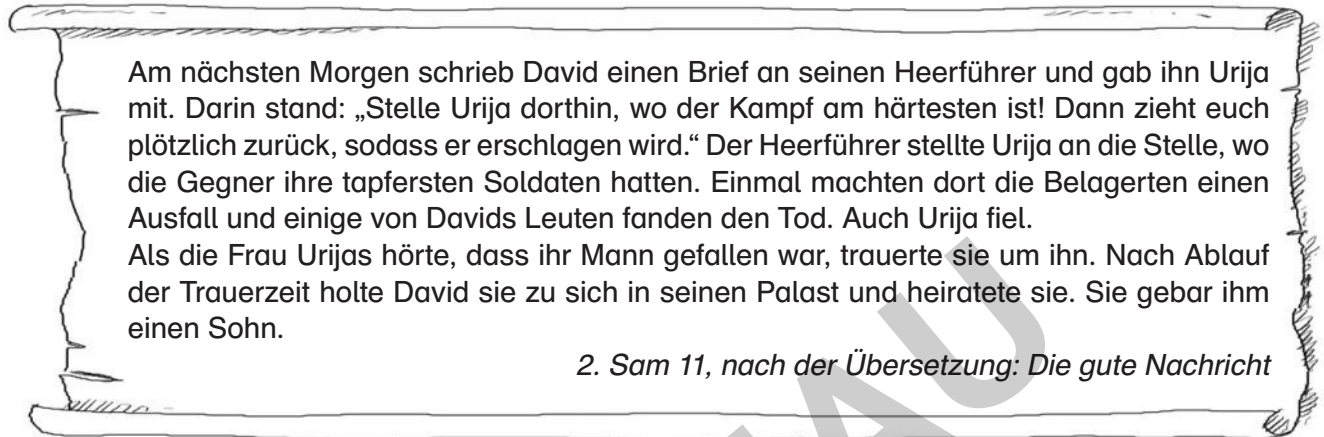 Am nächsten Morgen schrieb David einen Brief an seinen Heerführer und gab ihn Urija
mit. Darin stand: „Stelle Urija dorthin, wo der Kampf am härtesten ist! Dann zieht euch
plötzlich zurück, sodass er erschlagen wird.“ Der Heerführer stellte Urija an die Stelle, wo
die Gegner ihre tapfersten Soldaten hatten. Einmal machten dort die Belagerten einen
Ausfall und einige von Davids Leuten fanden den Tod. Auch Urija fiel.
Als die Frau Urijas hörte, dass ihr Mann gefallen war, trauerte sie um ihn. Nach Ablauf
der Trauerzeit holte David sie zu sich in seinen Palast und heiratete sie. Sie gebar ihm
einen Sohn.
2. Sam 11, nach der Übersetzung: Die gute Nachricht